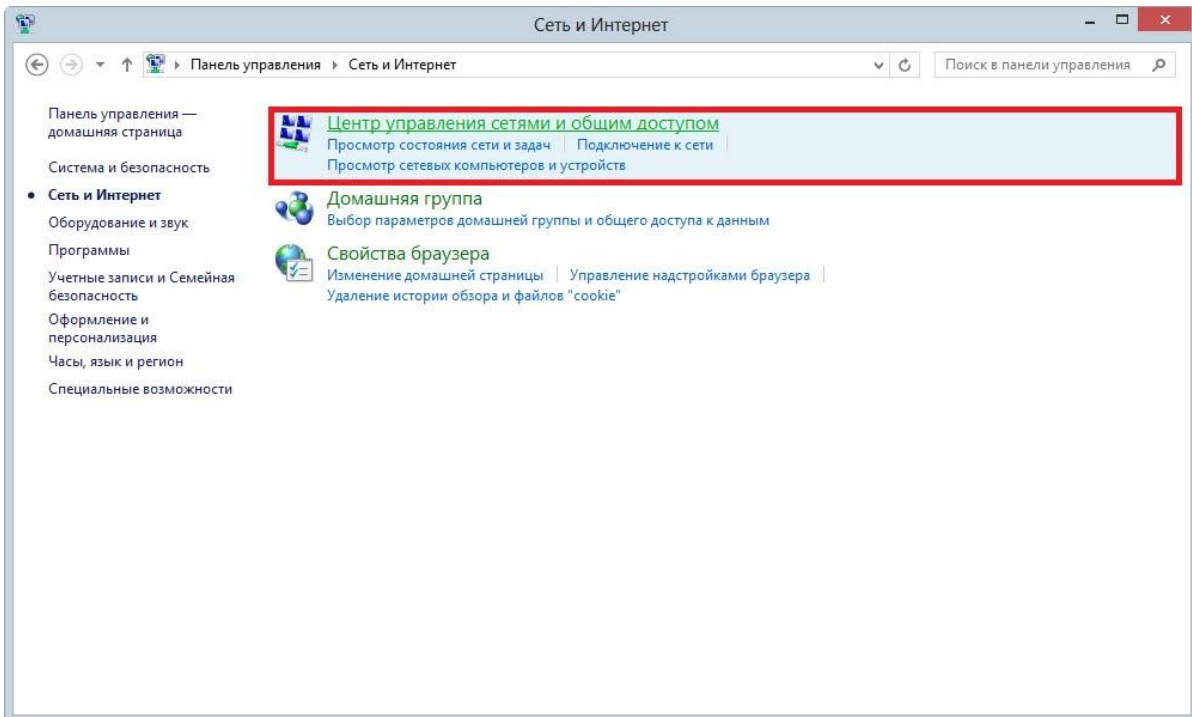 Сеть и Интернет
Панель управления Сеть и Интернет
Поиск в панели управления
Панель управления —
домашняя страница
Система и безопасность
Сеть и Интернет
Оборудование и звук
Программы
Учетные записи и Семейная
безопасность
Оформление и
персонализация
Часы, язык и регион
Специальные возможности
Центр управления сетями и общим доступом
Просмотр состояния сети и задач Подключение к сети
Просмотр сетевых компьютеров и устройств
Домашняя группа
Выбор параметров домашней группы и общего доступа к данным
Свойства браузера
Изменение домашней страницы Управление надстройками браузера
Удаление истории обзора и файлов "cookie"